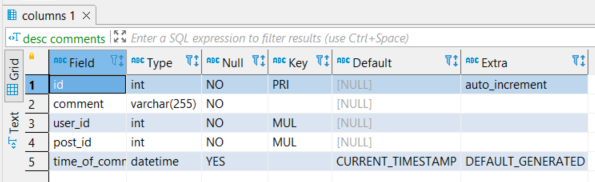 columns 1
desc comments Enter a SQL expression to filter results (use Ctrl+Space)
Grid
Text
Field Type Null Key Default Extra
1 id int NO PRI [NULL] auto_increment
2 comment varchar(255) NO [NULL]
3 user_id int NO MUL [NULL]
4 post_id int NO MUL [NULL]
5 time_of_comm datetime YES CURRENT_TIMESTAMP DEFAULT_GENERATED